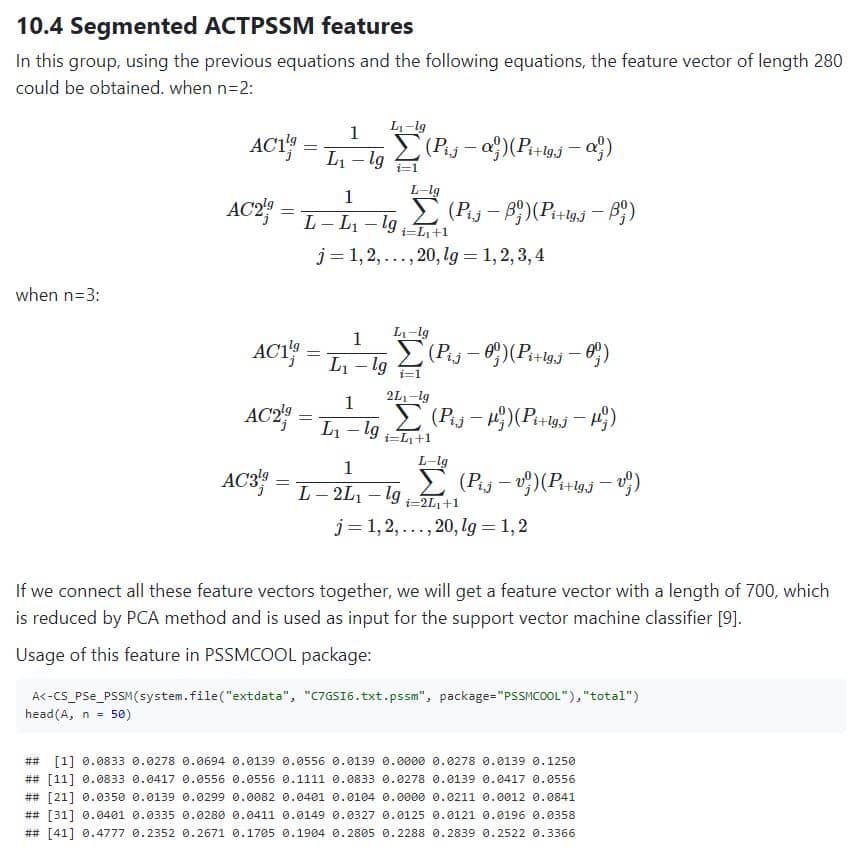 10.4 Segmented ACTPSSM features
In this group, using the previous equations and the following equations, the feature vector of length 280
could be obtained. when n=2:
AC1_j^{lg} = \frac{1}{L_1 - lg} \sum_{i=1}^{L_1-lg} (P_{i,j} - α_j^0)(P_{i+lg,j} - α_j^0)
AC2_j^{lg} = \frac{1}{L - L_1 - lg} \sum_{i=L_1+1}^{L-lg} (P_{i,j} - β_j^0)(P_{i+lg,j} - β_j^0)
j = 1, 2, . . . , 20, lg = 1, 2, 3, 4
when n=3:
AC1_j^{lg} = \frac{1}{L_1 - lg} \sum_{i=1}^{L_1-lg} (P_{i,j} - θ_j^0)(P_{i+lg,j} - θ_j^0)
AC2_j^{lg} = \frac{1}{L_1 - lg} \sum_{i=L_1+1}^{2L_1-lg} (P_{i,j} - μ_j^0)(P_{i+lg,j} - μ_j^0)
AC3_j^{lg} = \frac{1}{L - 2L_1 - lg} \sum_{i=2L_1+1}^{L-lg} (P_{i,j} - v_j^0)(P_{i+lg,j} - v_j^0)
j = 1, 2, . . . , 20, lg = 1, 2
If we connect all these feature vectors together, we will get a feature vector with a length of 700, which
is reduced by PCA method and is used as input for the support vector machine classifier [9].
Usage of this feature in PSSMCOOL package:
A<-CS_PSe_PSSM(system.file("extdata", "C7GSI6.txt.pssm", package="PSSMCOOL"),"total")
head(A, n = 50)
## [1] 0.0833 0.0278 0.0694 0.0139 0.0556 0.0139 0.0000 0.0278 0.0139 0.1250
## [11] 0.0833 0.0417 0.0556 0.0556 0.1111 0.0833 0.0278 0.0139 0.0417 0.0556
## [21] 0.0350 0.0139 0.0299 0.0082 0.0401 0.0104 0.0000 0.0211 0.0012 0.0841
## [31] 0.0401 0.0335 0.0280 0.0411 0.0149 0.0327 0.0125 0.0121 0.0196 0.0358
## [41] 0.4777 0.2352 0.2671 0.1705 0.1904 0.2805 0.2288 0.2839 0.2522 0.3366